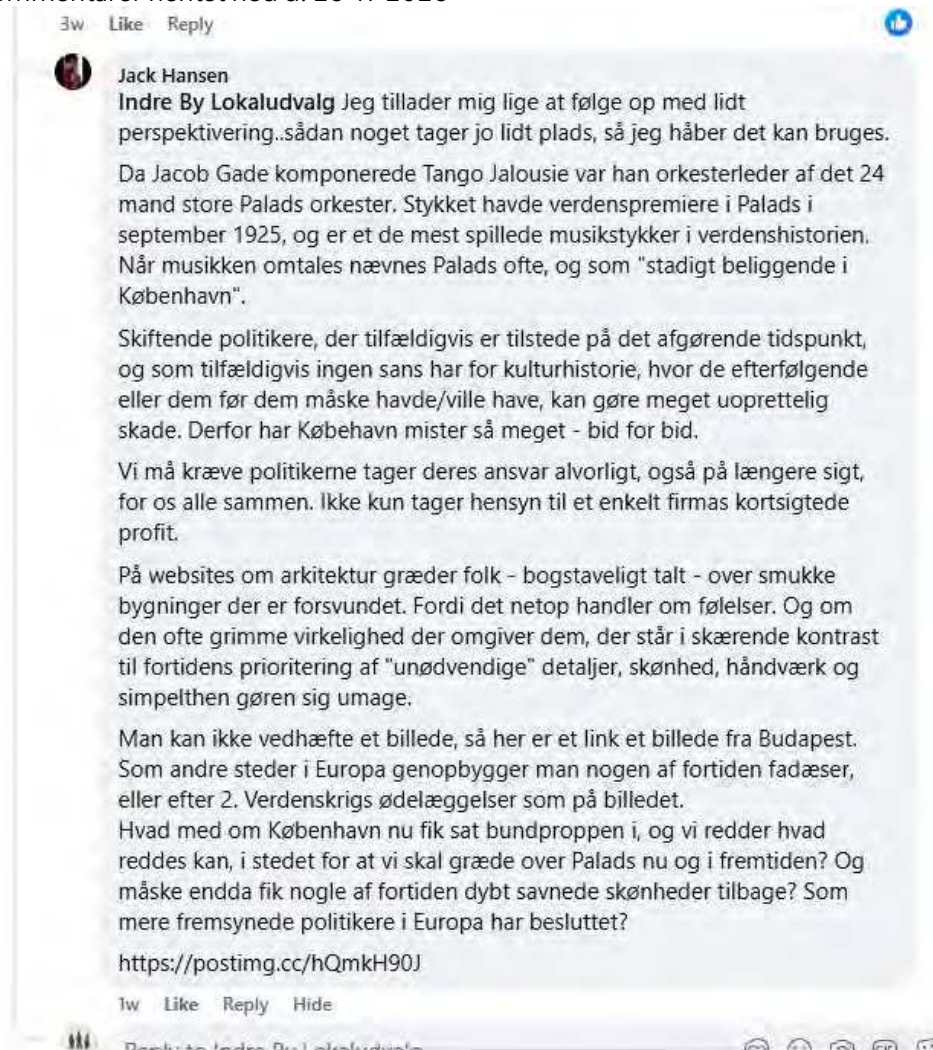 3w Like Reply
Jack Hansen
Indre By Lokaludvalg Jeg tillader mig lige at følge op med lidt
perspektivering..sådan noget tager jo lidt plads, så jeg håber det kan bruges.
Da Jacob Gade komponerede Tango Jalousie var han orkesterleder af det 24
mand store Palads orkester. Stykket havde verdenspremiere i Palads i
september 1925, og er et de mest spillede musikstykker i verdenshistorien.
Når musikken omtales nævnes Palads ofte, og som "stadigt beliggende i
København".
Skiftende politikere, der tilfældigvis er tilstede på det afgørende tidspunkt,
og som tilfældigvis ingen sans har for kulturhistorie, hvor de efterfølgende
eller dem før dem måske havde/ville have, kan gøre meget uoprettelig
skade. Derfor har Købehavn mister så meget - bid for bid.
Vi må kræve politikerne tager deres ansvar alvorligt, også på længere sigt,
for os alle sammen. Ikke kun tager hensyn til et enkelt firmas kortsigtede
profit.
På websites om arkitektur græder folk - bogstaveligt talt - over smukke
bygninger der er forsvundet. Fordi det netop handler om følelser. Og om
den ofte grimme virkelighed der omgiver dem, der står i skærende kontrast
til fortidens prioritering af "unødvendige" detaljer, skønhed, håndværk og
simpelthen gøren sig umage.
Man kan ikke vedhæfte et billede, så her er et link et billede fra Budapest.
Som andre steder i Europa genopbygger man nogen af fortiden fadæser,
eller efter 2. Verdenskrigs ødelæggelser som på billedet.
Hvad med om København nu fik sat bundproppen i, og vi redder hvad
reddes kan, i stedet for at vi skal græde over Palads nu og i fremtiden? Og
måske endda fik nogle af fortiden dybt savnede skønheder tilbage? Som
mere fremsynede politikere i Europa har besluttet?
https://postimg.cc/hQmkH90J
1w Like Reply Hide
Reply to Indre By Lokaludvalg